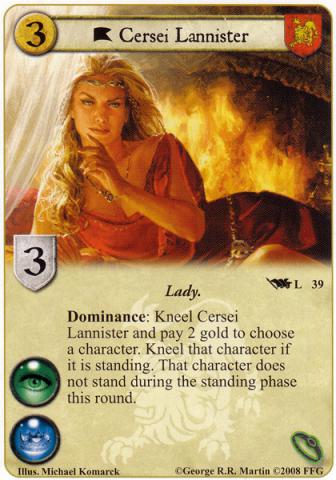 3
Cersei Lannister
3
L 39
Lady.
Dominance: Kneel Cersei
Lannister and pay 2 gold to choose
a character. Kneel that character if
it is standing. That character does
not stand during the standing phase
this round.
Illus. Michael Komarck
©George R.R. Martin ©2008 FFG